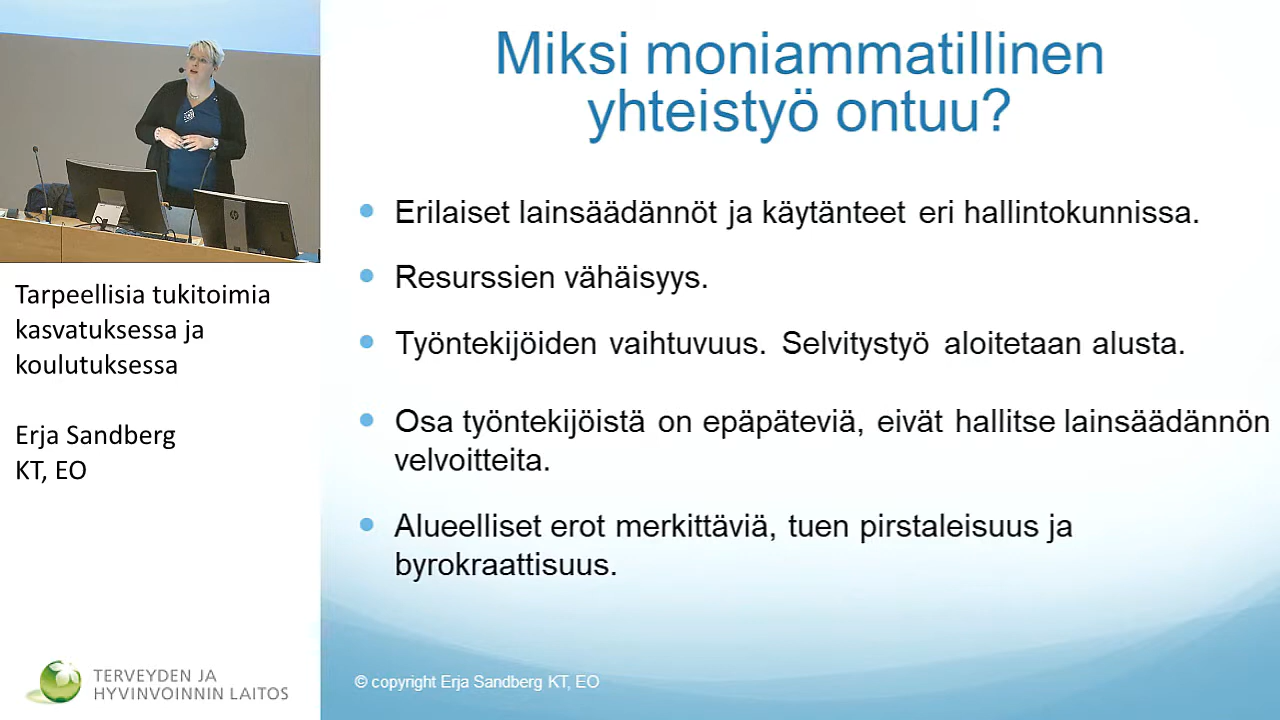 Miksi moniammatillinen
yhteistyö ontuu?
Erilaiset lainsäädännöt ja käytänteet eri hallintokunnissa.
Resurssien vähäisyys.
Työntekijöiden vaihtuvuus. Selvitystyö aloitetaan alusta.
Osa työntekijöistä on epäpäteviä, eivät hallitse lainsäädännön
velvoitteita.
Alueelliset erot merkittäviä, tuen pirstaleisuus ja
byrokraattisuus.
© copyright Erja Sandberg KT, EO
Tarpeellisia tukitoimia
kasvatuksessa ja
koulutuksessa
Erja Sandberg
KT, EO
TERVEYDEN JA
HYVINVOINNIN LAITOS